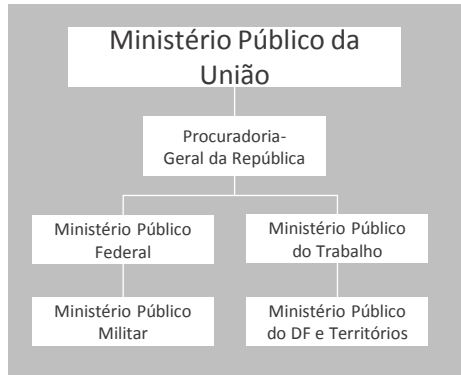 Ministério Público da
União
Procuradoria-
Geral da República
Ministério Público
Federal
Ministério Público
do Trabalho
Ministério Público
Militar
Ministério Público
do DF e Territórios